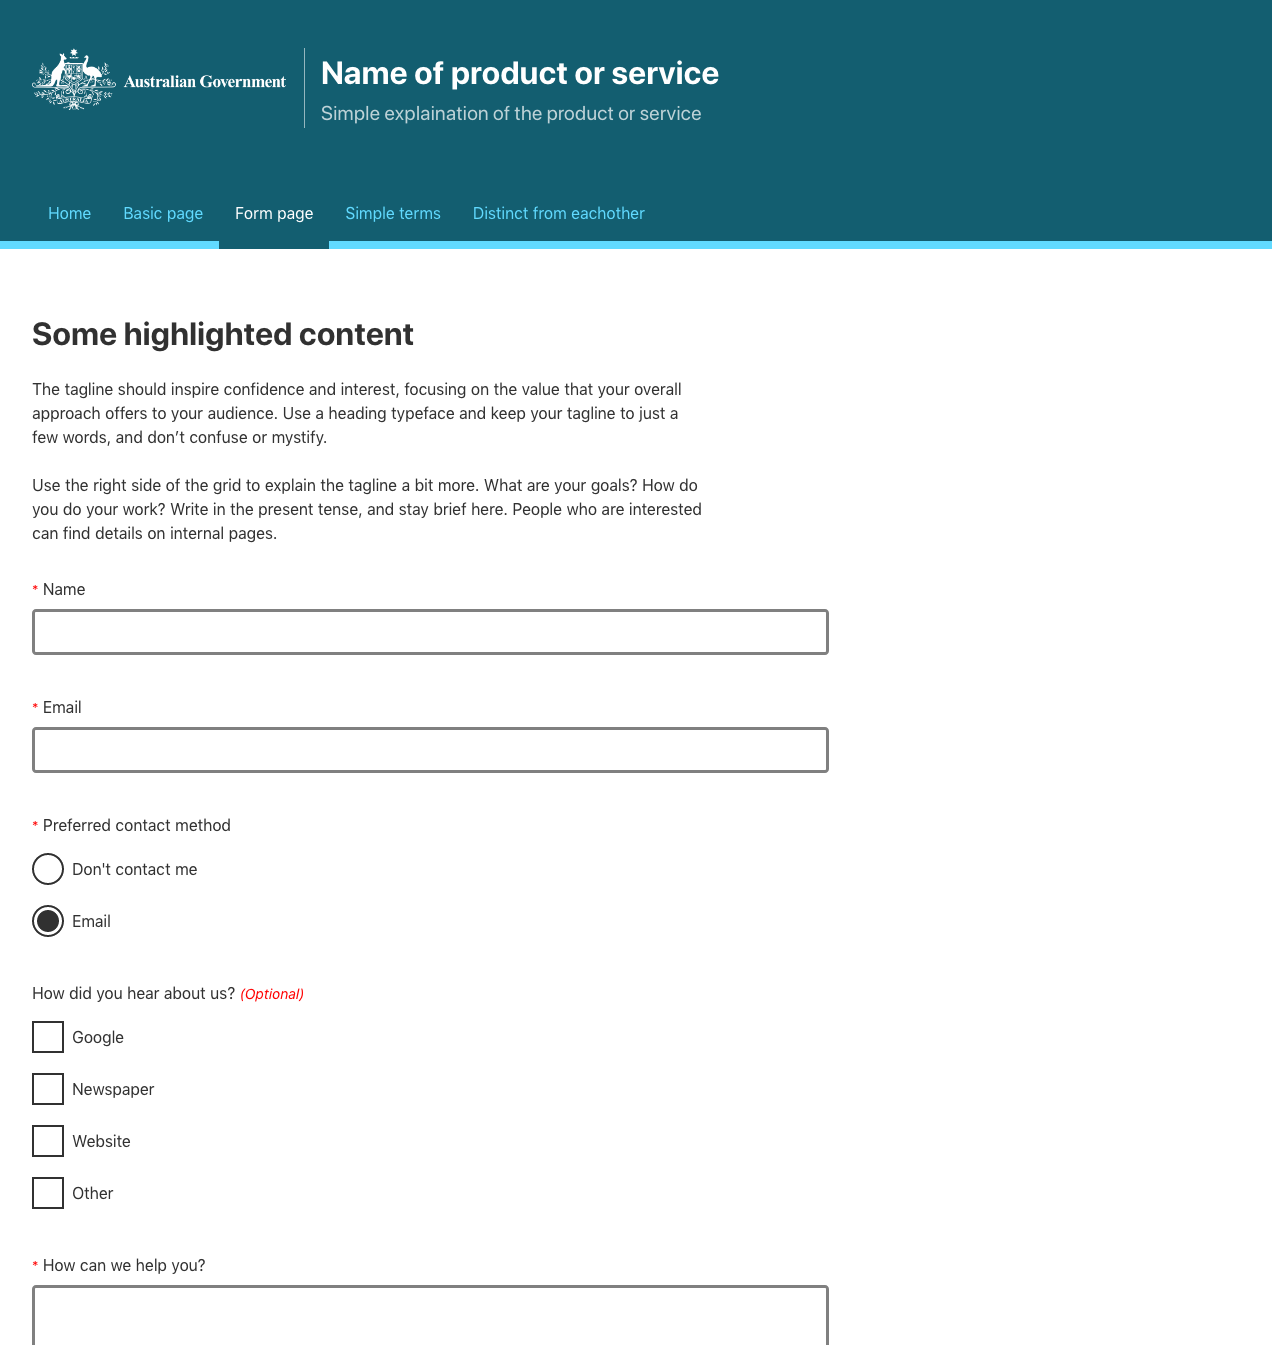 Australian Government
Name of product or service
Simple explaination of the product or service
Home Basic page Form page Simple terms Distinct from eachother
Some highlighted content
The tagline should inspire confidence and interest, focusing on the value that your overall
approach offers to your audience. Use a heading typeface and keep your tagline to just a
few words, and don’t confuse or mystify.
Use the right side of the grid to explain the tagline a bit more. What are your goals? How do
you do your work? Write in the present tense, and stay brief here. People who are interested
can find details on internal pages.
* Name
* Email
* Preferred contact method
Don't contact me
Email
How did you hear about us? (Optional)
Google
Newspaper
Website
Other
* How can we help you?